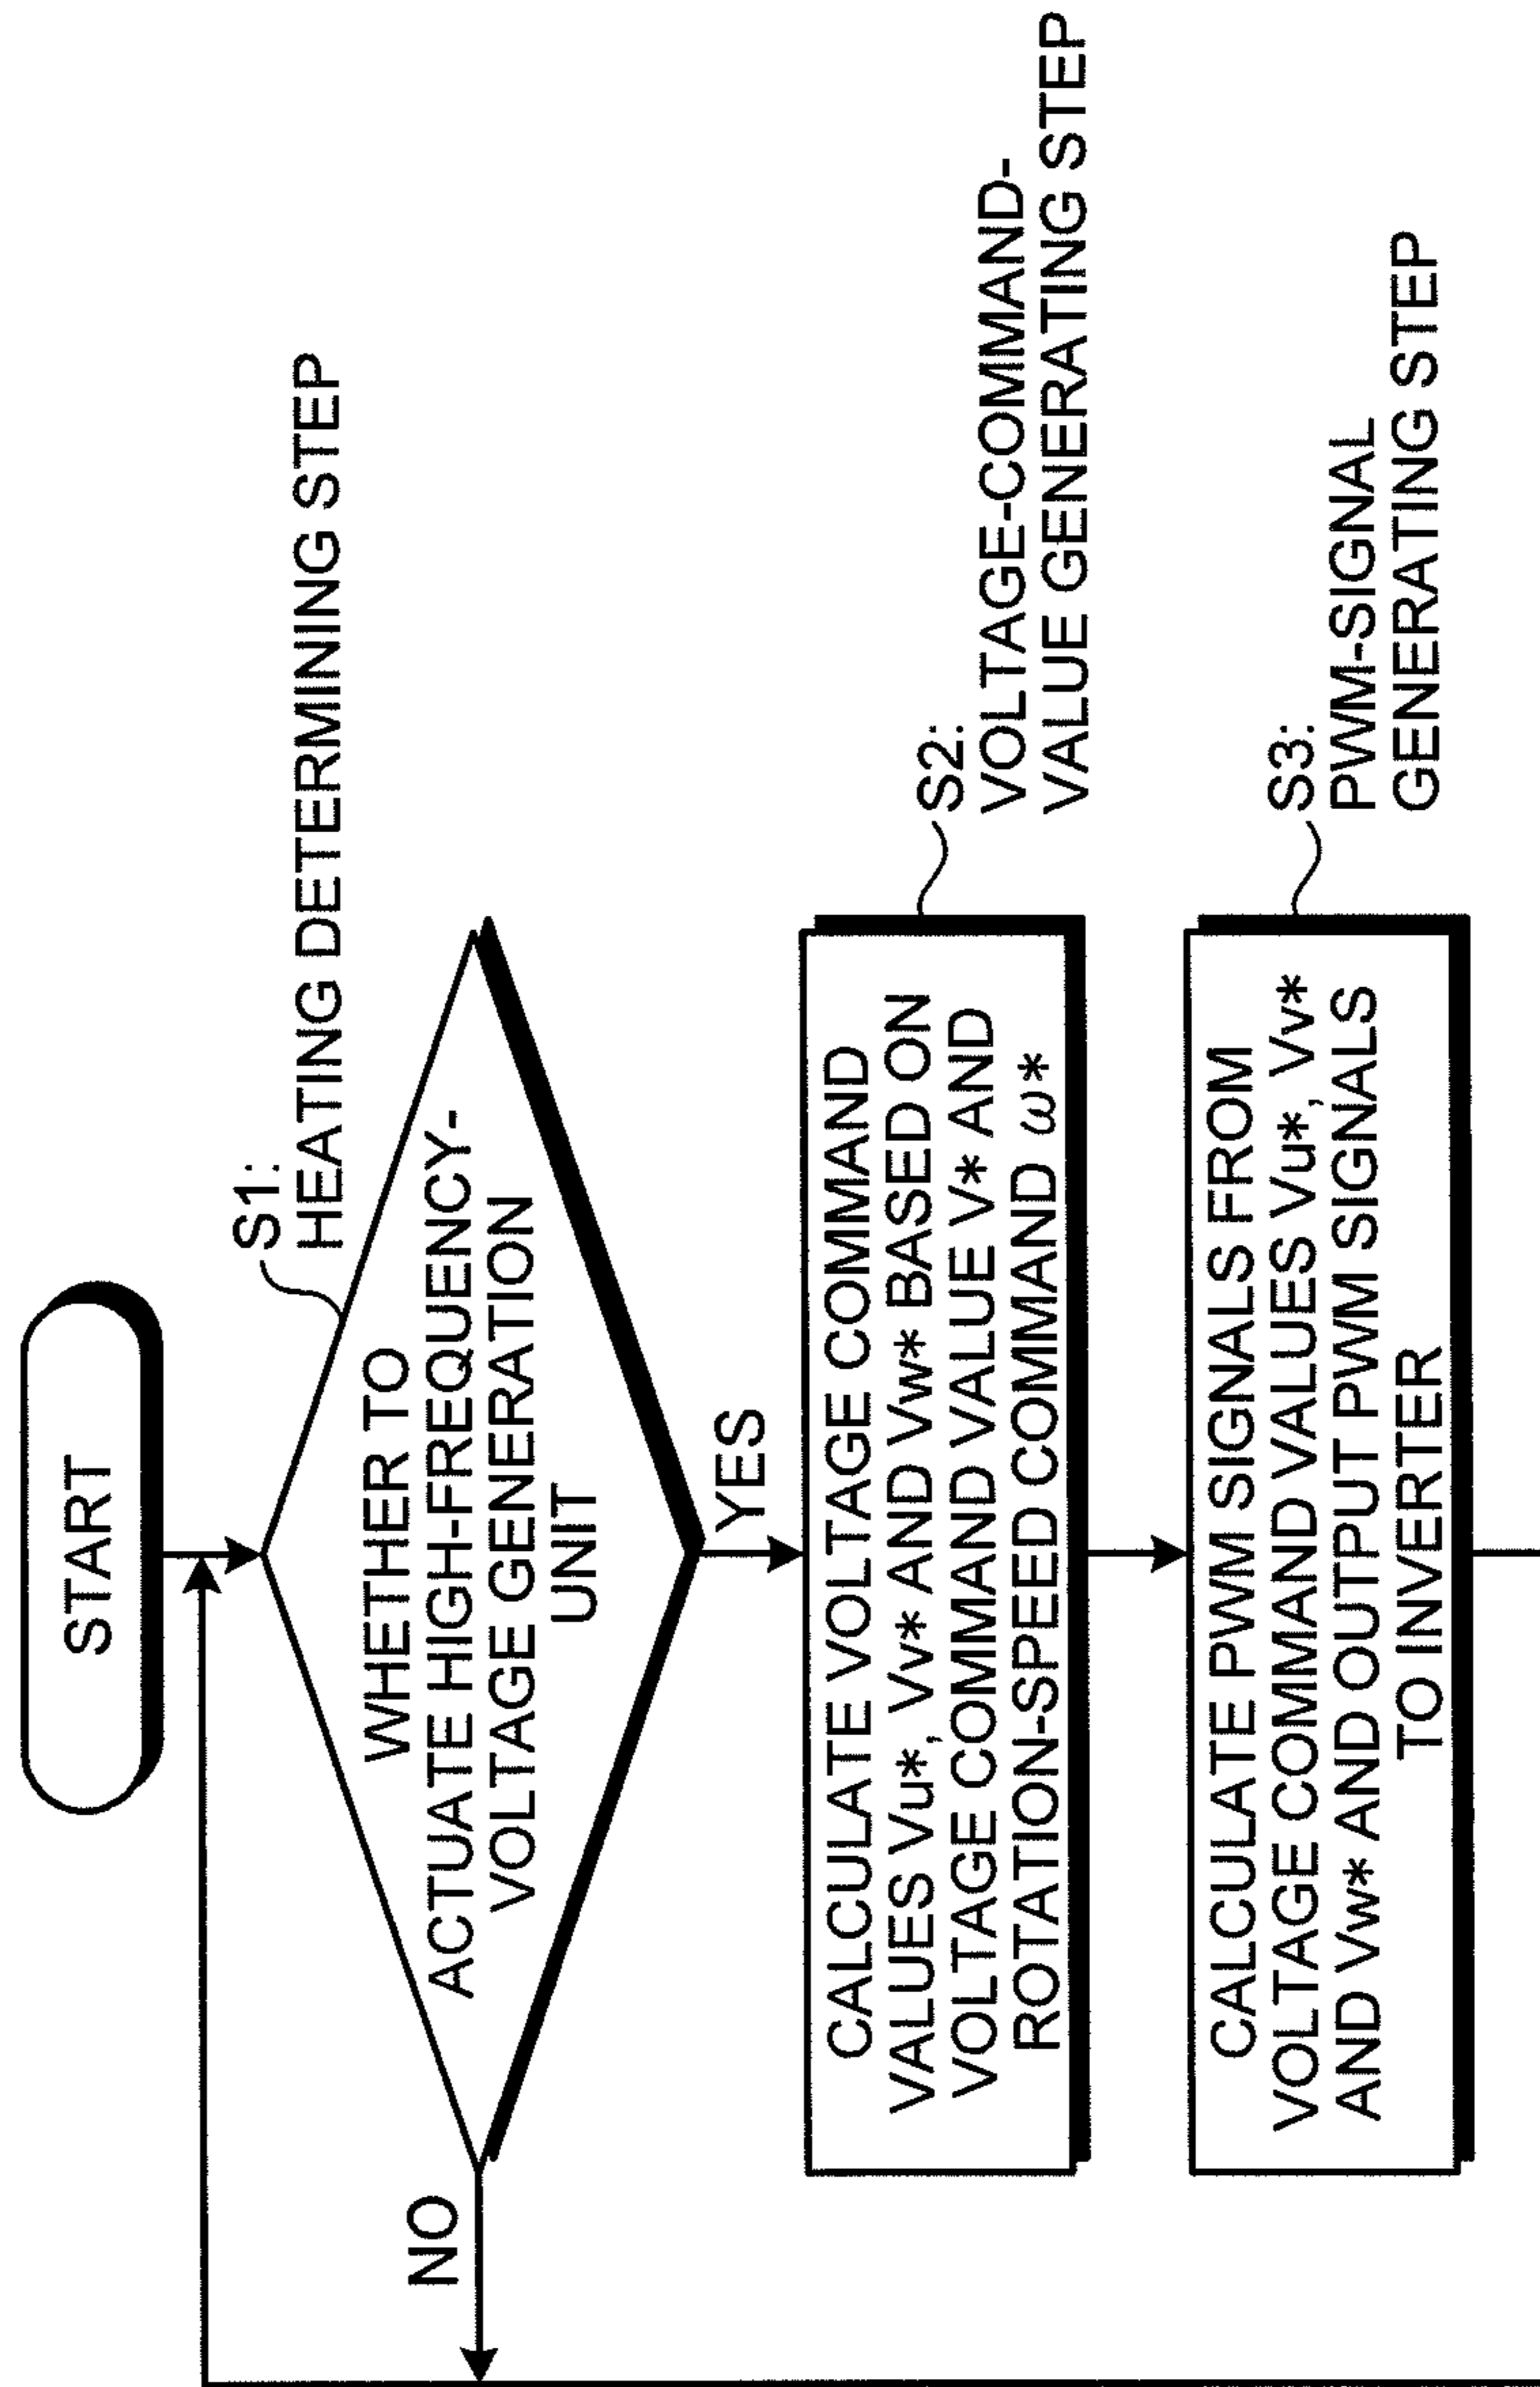 START
S1:
HEATING DETERMINING STEP
WHETHER TO
ACTUATE HIGH-FREQUENCY-
VOLTAGE GENERATION
UNIT
NO
YES
CALCULATE VOLTAGE COMMAND
VALUES Vu*, Vv* AND Vw* BASED ON
VOLTAGE COMMAND VALUE V* AND
ROTATION-SPEED COMMAND ω*
S2:
VOLTAGE-COMMAND-
VALUE GENERATING STEP
CALCULATE PWM SIGNALS FROM
VOLTAGE COMMAND VALUES Vu*, Vv*
AND Vw* AND OUTPUT PWM SIGNALS
TO INVERTER
S3:
PWM-SIGNAL
GENERATING STEP